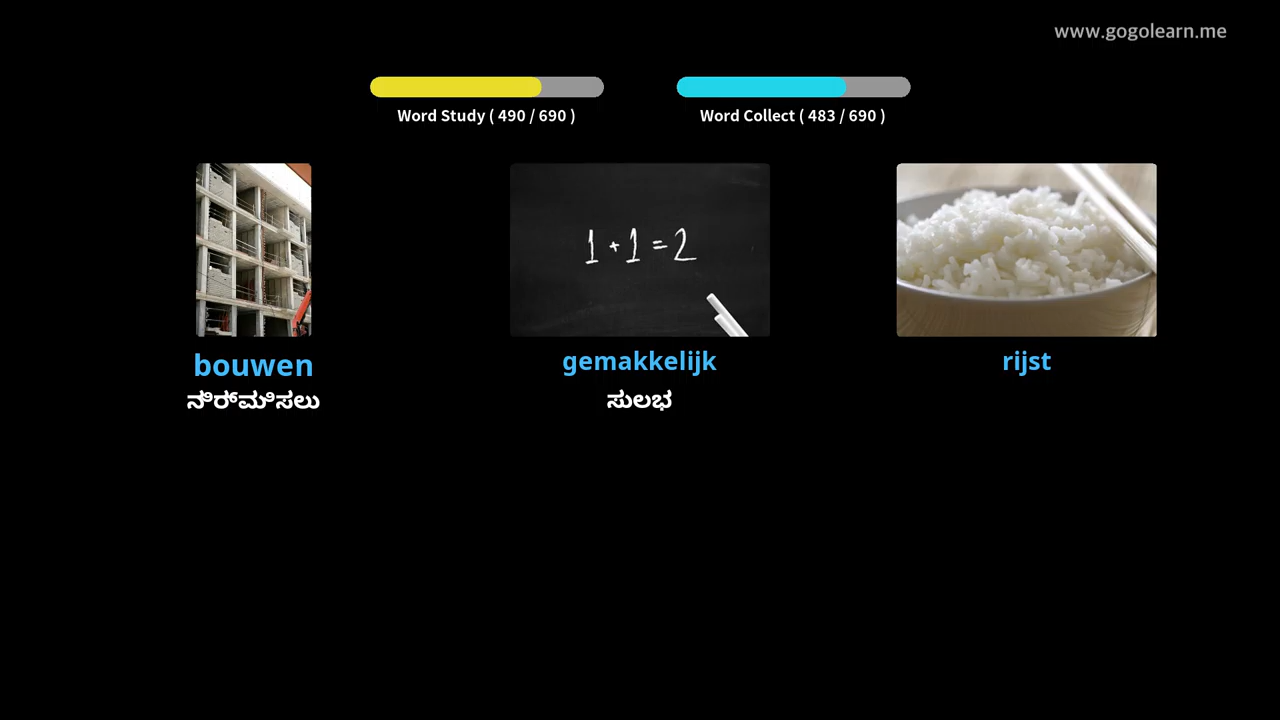 www.gogolearn.me
Word Study ( 490 / 690 )
Word Collect ( 483 / 690 )
1 + 1 = 2
bouwen
gemakkelijk
rijst
ನಿರ್ಮಿಸಲು
ಸುಲಭ